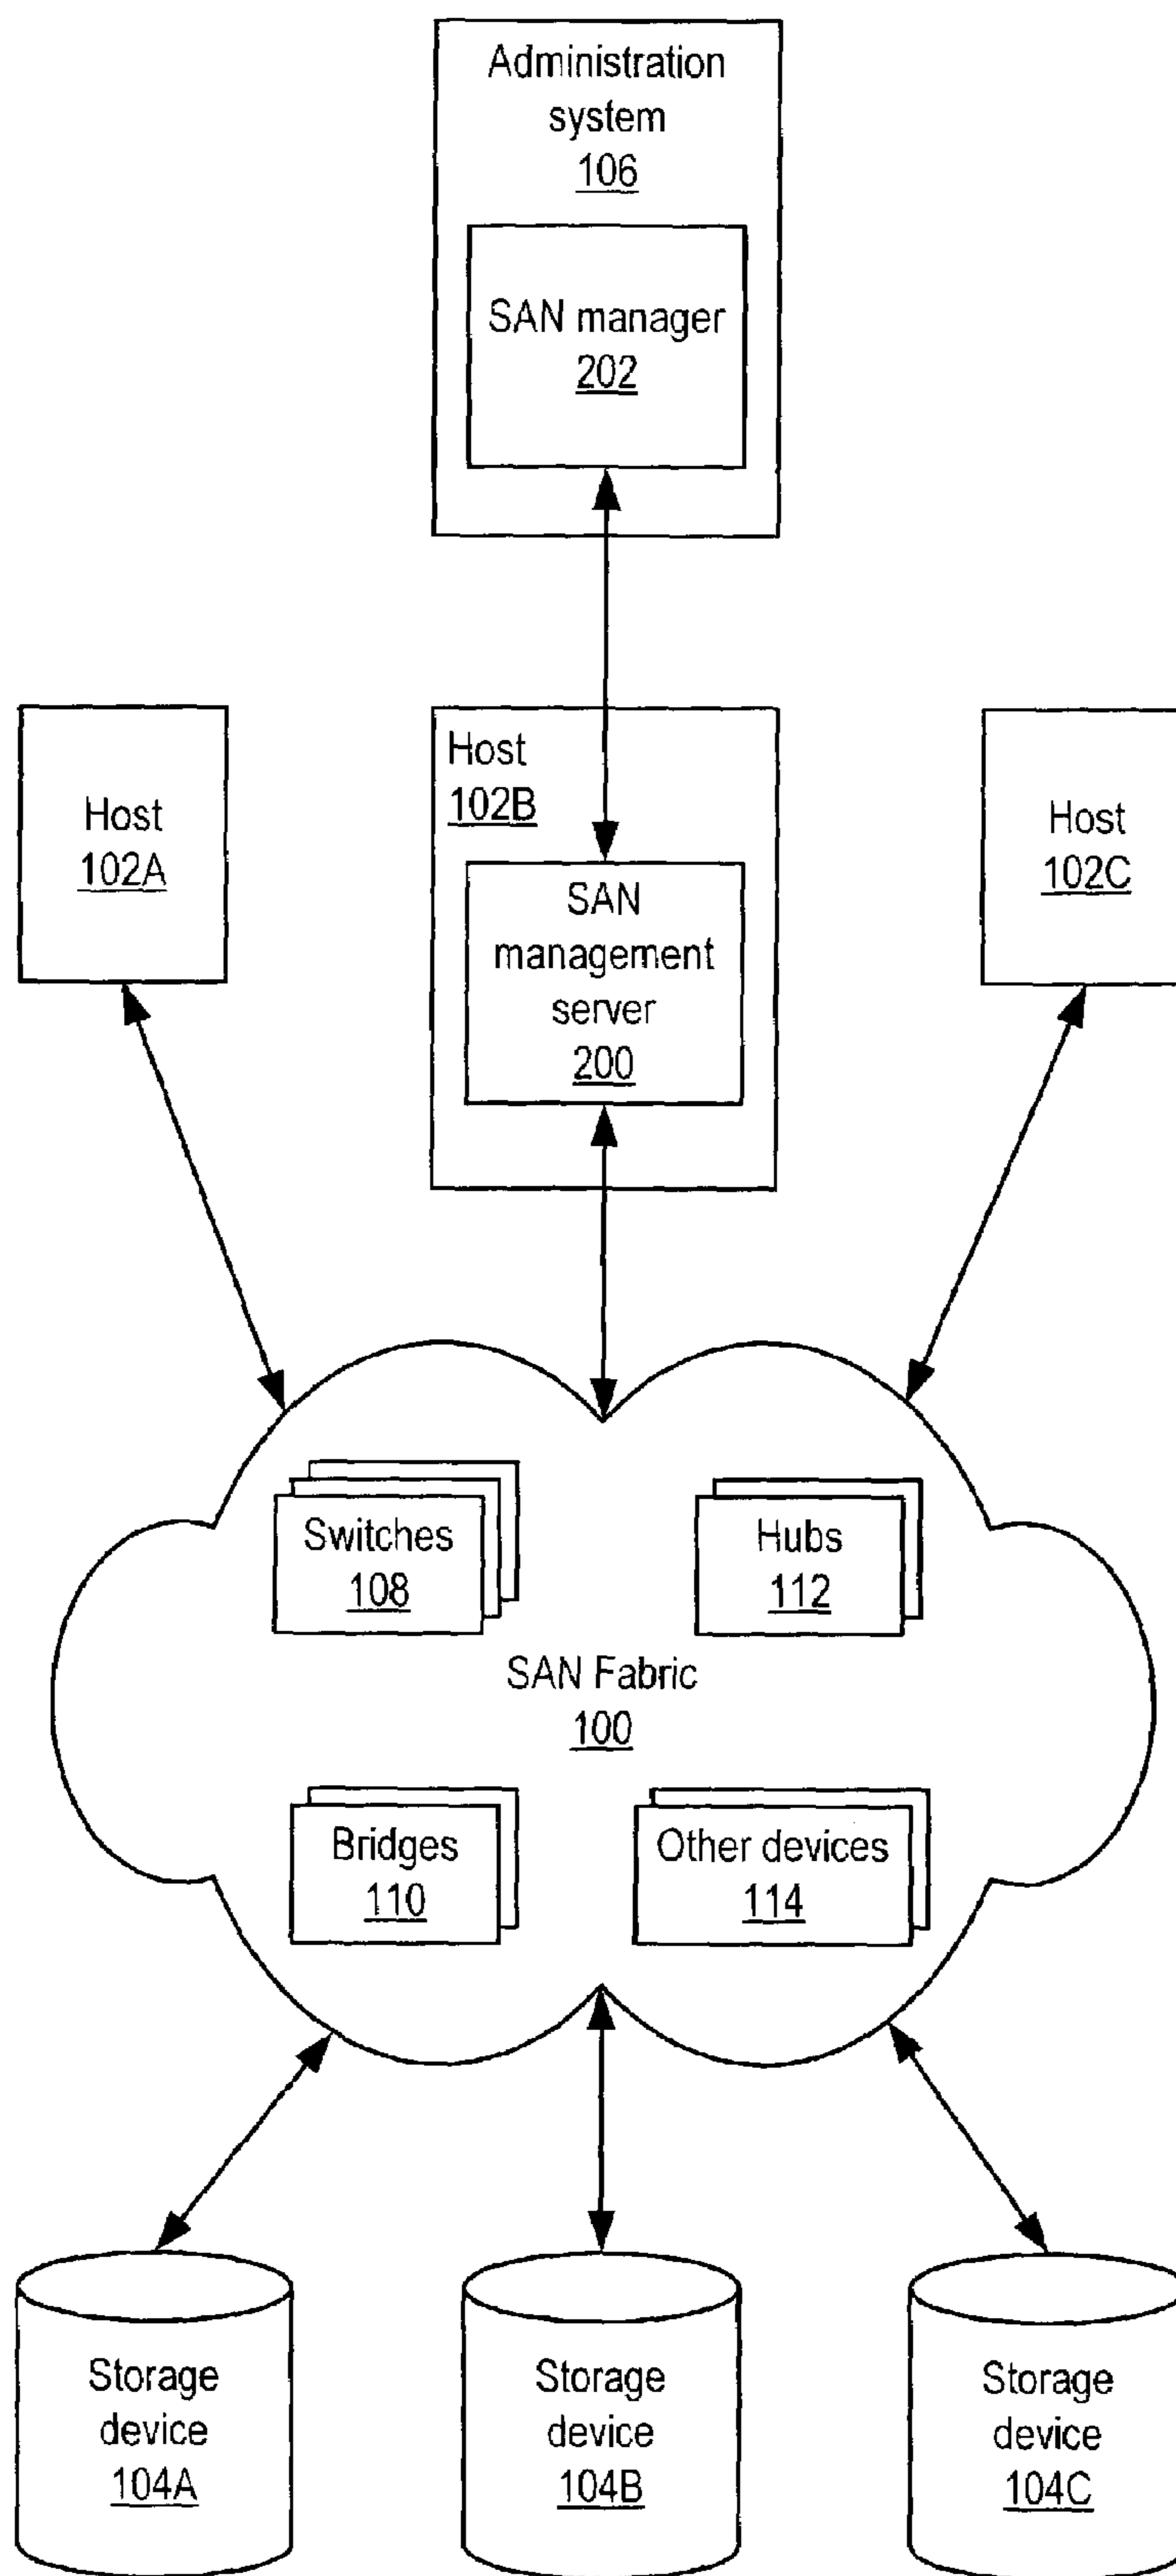 Administration
system
106
SAN manager
202
Host
102A
Host
102B
SAN
management
server
200
Host
102C
Switches
108
Hubs
112
SAN Fabric
100
Bridges
110
Other devices
114
Storage
device
104A
Storage
device
104B
Storage
device
104C